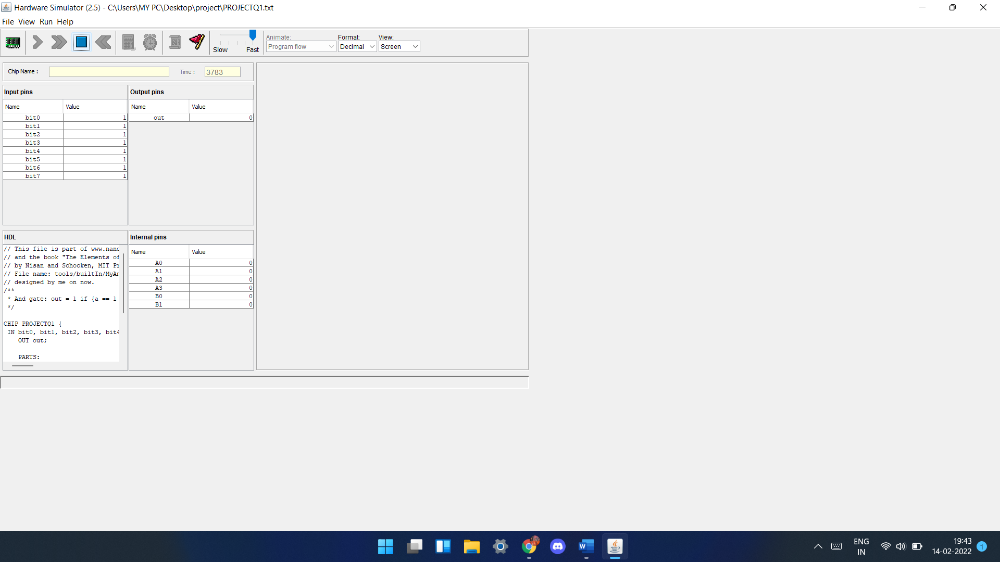 Hardware Simulator (2.5) - C:\Users\MY PC\Desktop\project\PROJECTQ1.txt
File View Run Help
Slow Fast
Animate:
Program flow
Format:
Decimal
View:
Screen
Chip Name :
Time :
3783
Input pins
Name Value
bit0 1
bit1 1
bit2 1
bit3 1
bit4 1
bit5 1
bit6 1
bit7 1
Output pins
Name Value
out 0
HDL
// This file is part of www.nand
// and the book "The Elements of
// by Nisan and Schocken, MIT Pr
// File name: tools/builtIn/MyAn
// designed by me on now.
/**
* And gate: out = 1 if {a == 1
*/
CHIP PROJECTQ1 {
IN bit0, bit1, bit2, bit3, bit4
OUT out;
PARTS:
Internal pins
Name Value
A0 0
A1 0
A2 0
A3 0
B0 0
B1 0
W
ENG
IN
19:43
14-02-2022
1